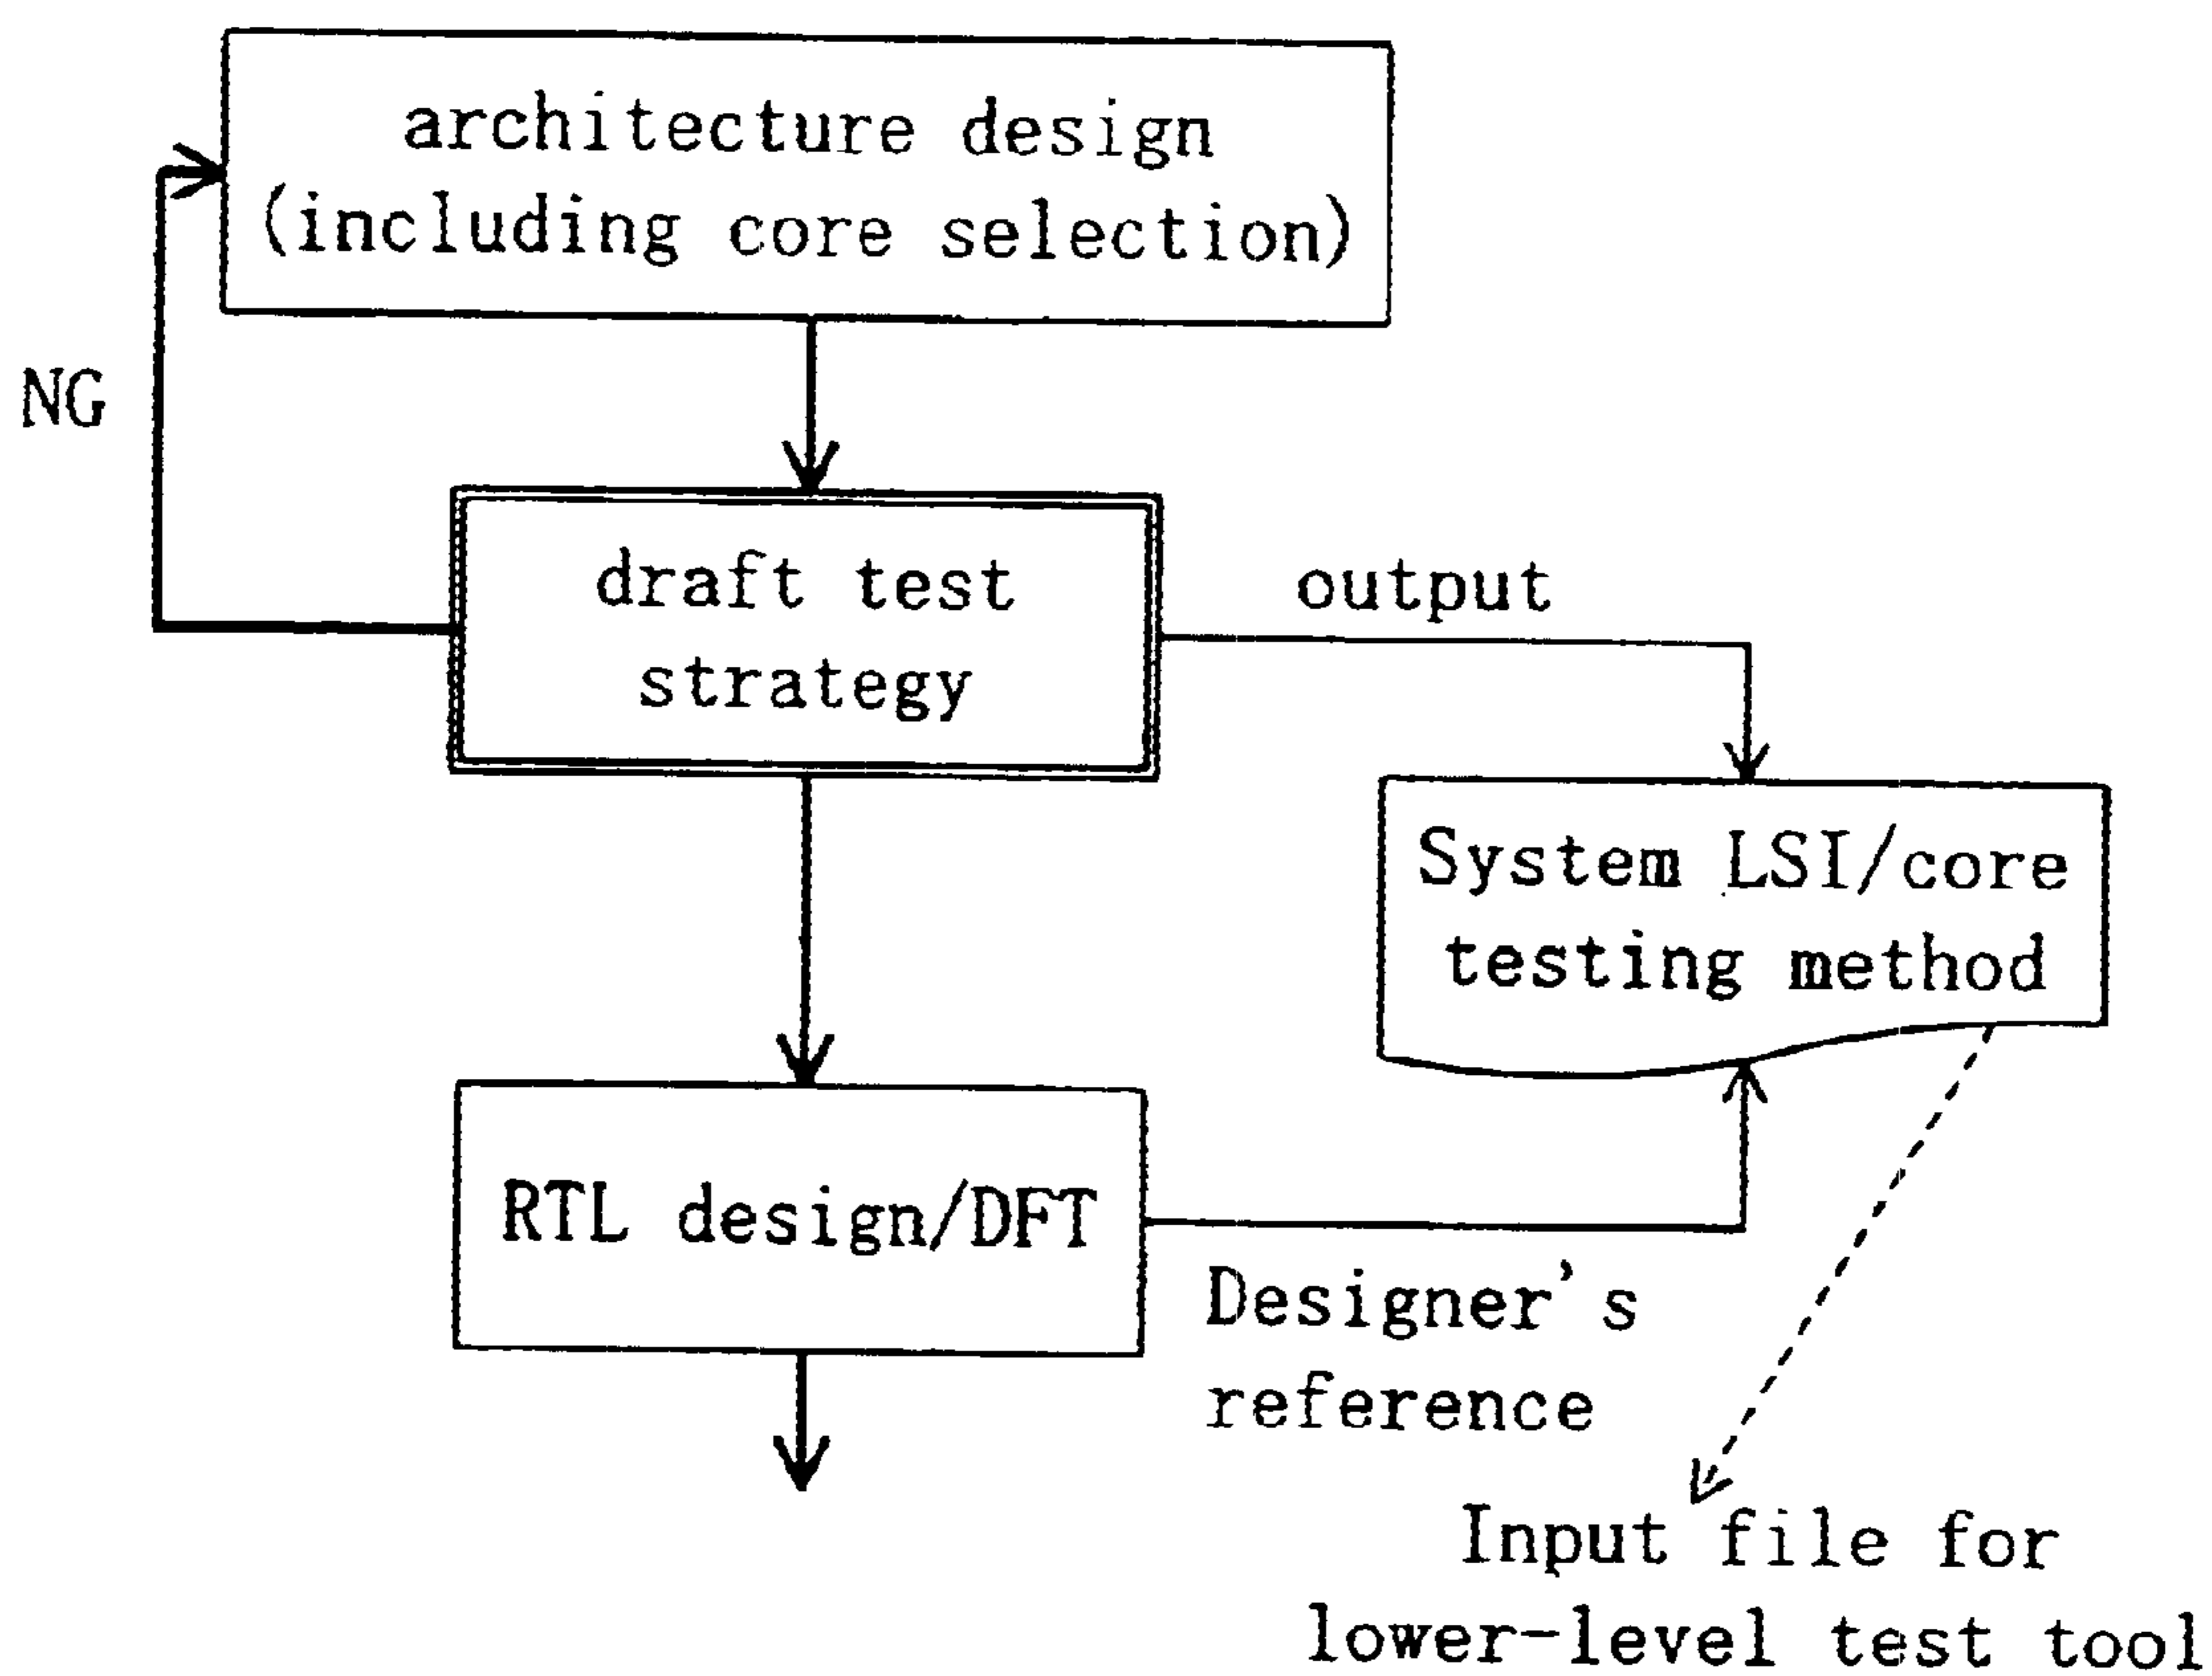 architecture design
(including core selection)
NG
draft test
strategy
output
System LSI/core
testing method
RTL design/DFT
Designer's
reference
Input file for
lower-level test tool